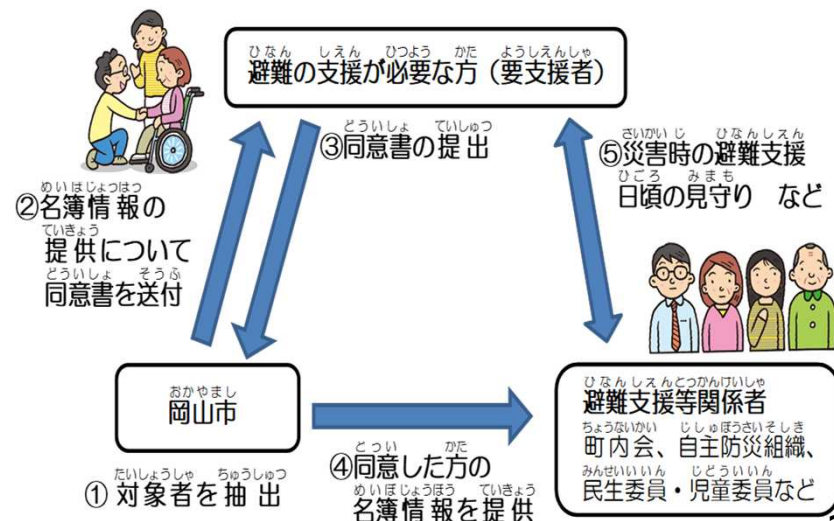 ひなん しえん ひつよう かた ようしえんしゃ
避難の支援が必要な方（要支援者）
どういしょ ていしゅつ
③同意書の提出
さいがいじ ひなんしえん
⑤災害時の避難支援
ひごろ みまも
日頃の見守り など
めいぼじょうほう
②名簿情報の
ていきょう
提供について
どういしょ そうふ
同意書を送付
おかやまし
岡山市
たいしょうしゃ ちゅうしゅつ
① 対象者を抽出
どうい かた
④同意した方の
めいぼじょうほう ていきょう
名簿情報を提供
ひなんしえんとうかんけいしゃ
避難支援等関係者
ちょうないかい じしゅぼうさいそしき
町内会、自主防災組織、
みんせいいいん じどういいん
民生委員・児童委員など